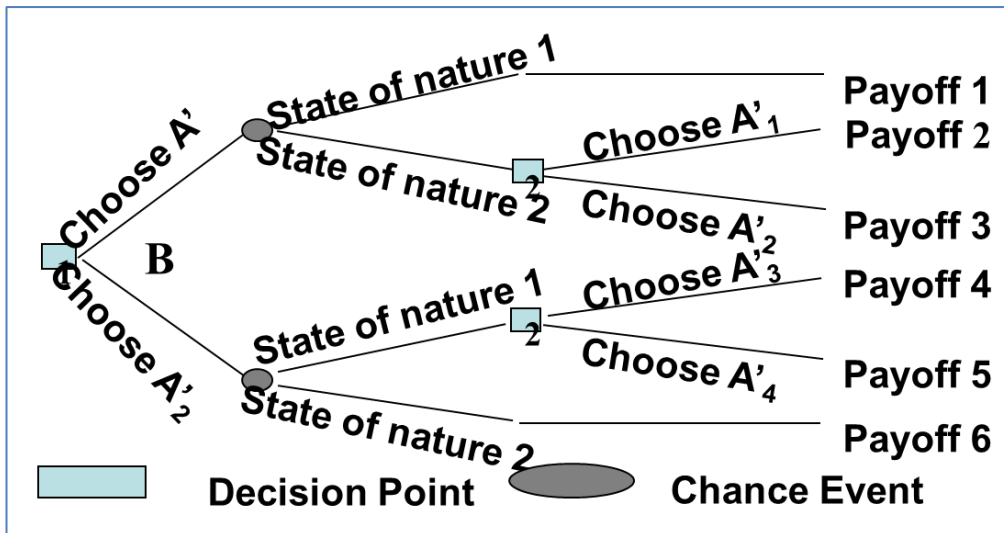 State of nature 1
Payoff 1
Choose A'
Choose A'1
Payoff 2
State of nature 2
2
Choose A'2
Payoff 3
B
1
Choose A'2
State of nature 1
Choose A'3
Payoff 4
2
Choose A'4
Payoff 5
State of nature 2
Payoff 6
Decision Point
Chance Event